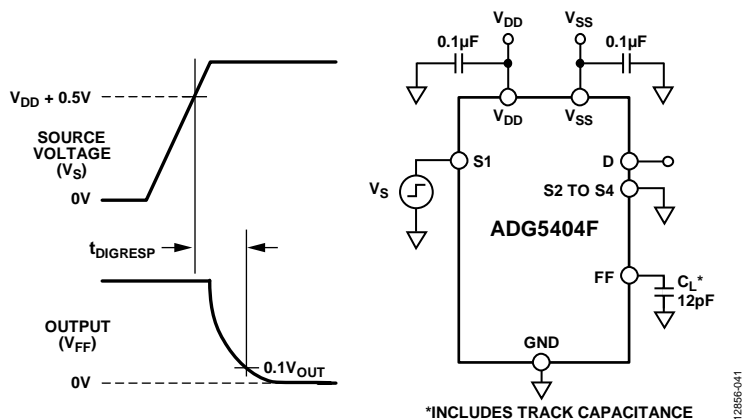 V_DD + 0.5V
SOURCE
VOLTAGE
(V_S)
0V
t_DIGRESP
OUTPUT
(V_FF)
0V
0.1V_OUT
V_DD
V_SS
0.1µF
0.1µF
V_DD
V_SS
S1
D
V_S
S2 TO S4
ADG5404F
FF
C_L*
12pF
GND
*INCLUDES TRACK CAPACITANCE
12856-041